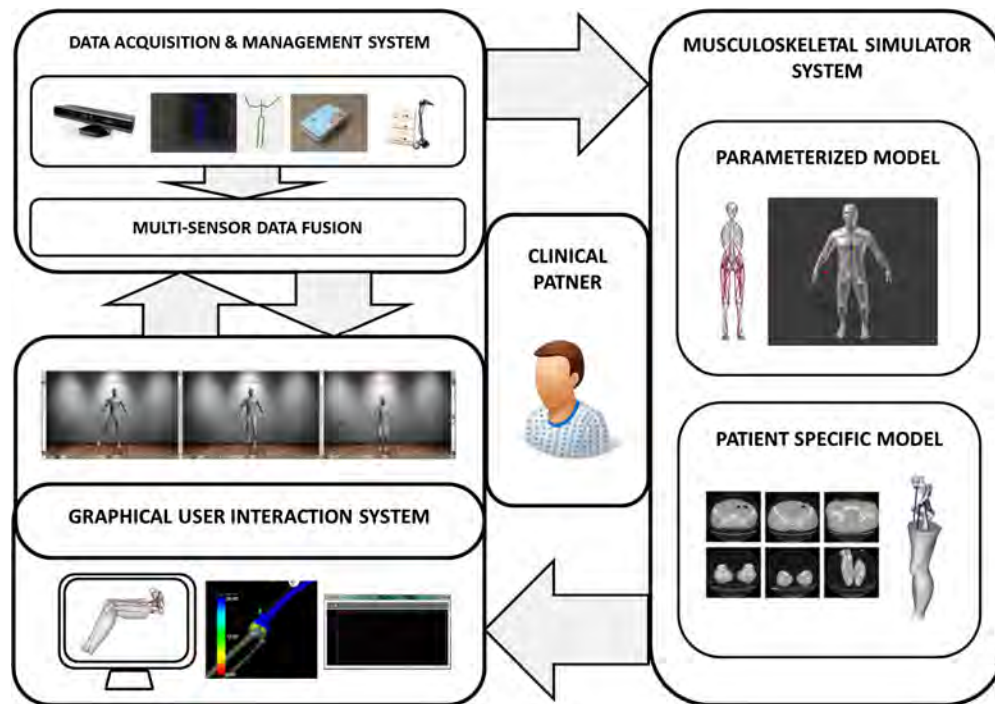 DATA ACQUISITION & MANAGEMENT SYSTEM
MULTI-SENSOR DATA FUSION
GRAPHICAL USER INTERACTION SYSTEM
CLINICAL
PATNER
MUSCULOSKELETAL SIMULATOR
SYSTEM
PARAMETERIZED MODEL
PATIENT SPECIFIC MODEL